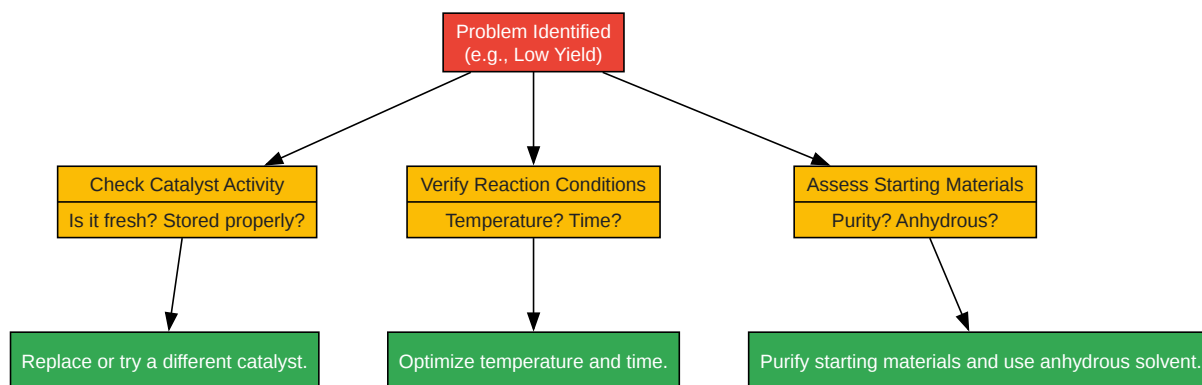 Problem Identified
(e.g., Low Yield)
Check Catalyst Activity
Is it fresh? Stored properly?
Verify Reaction Conditions
Temperature? Time?
Assess Starting Materials
Purity? Anhydrous?
Replace or try a different catalyst.
Optimize temperature and time.
Purify starting materials and use anhydrous solvent.